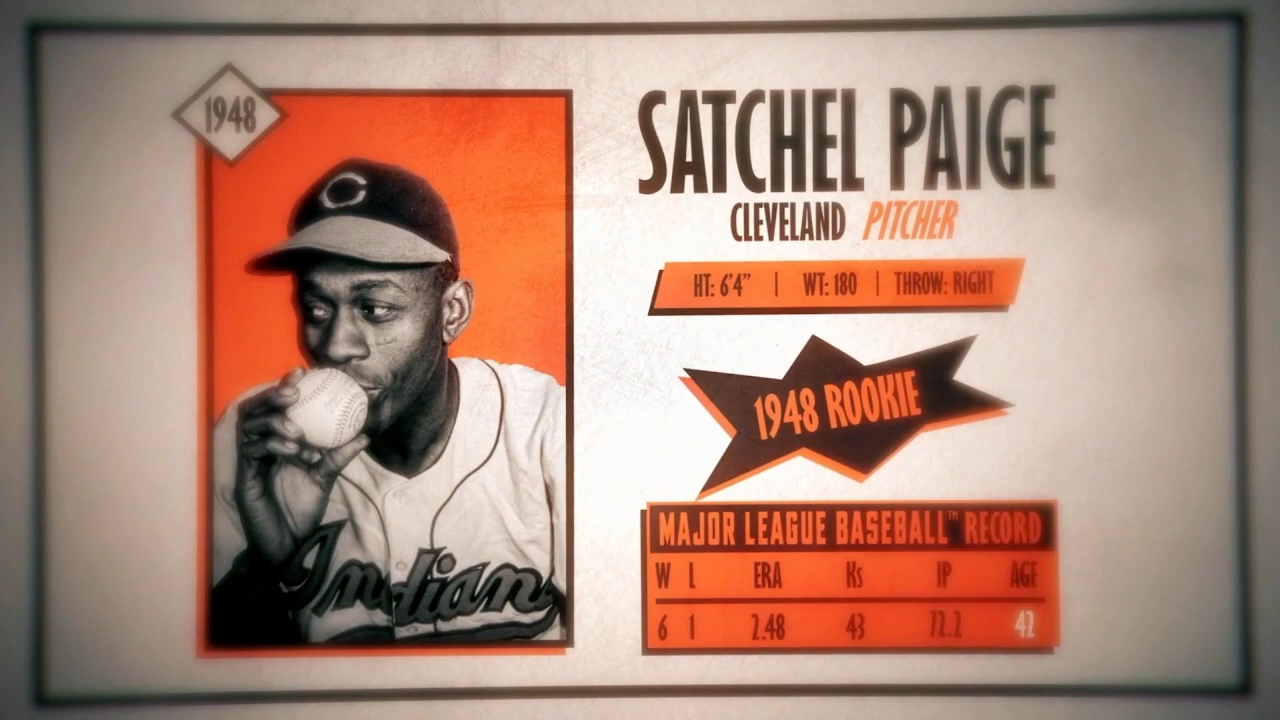 1948
SATCHEL PAIGE
CLEVELAND PITCHER
HT: 6'4" | WT: 180 | THROW: RIGHT
1948 ROOKIE
MAJOR LEAGUE BASEBALL™ RECORD
W L ERA Ks IP AGE
6 1 2.48 43 72.2 42
C
Indians